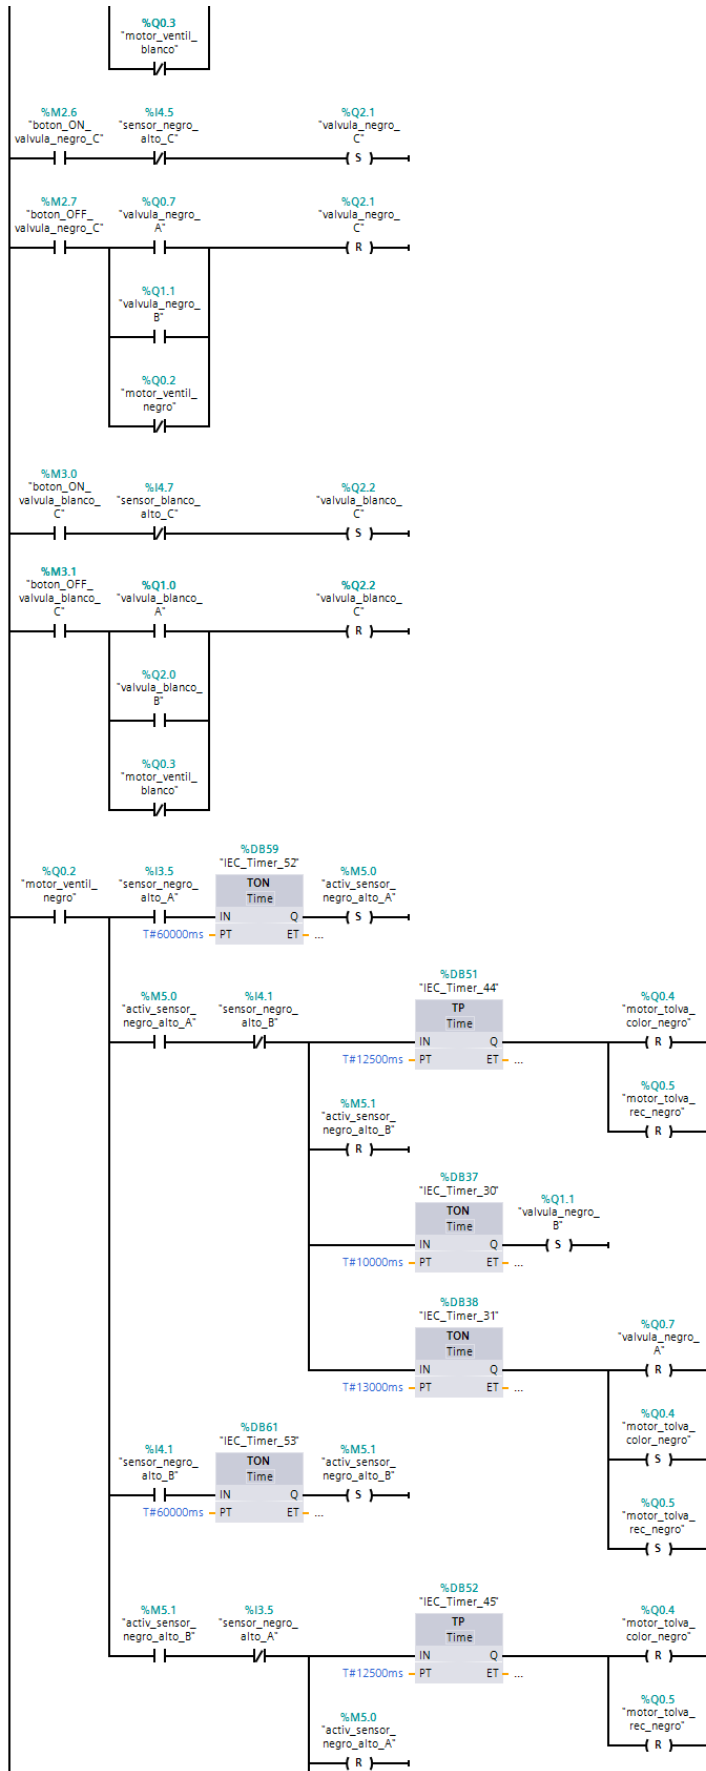 %Q0.3
"motor_ventil_
blanco"
%M2.6
"boton_ON_
valvula_negro_C"
%I4.5
"sensor_negro_
alto_C"
%Q2.1
"valvula_negro_
C"
S
%M2.7
"boton_OFF_
valvula_negro_C"
%Q0.7
"valvula_negro_
A"
%Q2.1
"valvula_negro_
C"
R
%Q1.1
"valvula_negro_
B"
%Q0.2
"motor_ventil_
negro"
%M3.0
"boton_ON_
valvula_blanco_
C"
%I4.7
"sensor_blanco_
alto_C"
%Q2.2
"valvula_blanco_
C"
S
%M3.1
"boton_OFF_
valvula_blanco_
C"
%Q1.0
"valvula_blanco_
A"
%Q2.2
"valvula_blanco_
C"
R
%Q2.0
"valvula_blanco_
B"
%Q0.3
"motor_ventil_
blanco"
%Q0.2
"motor_ventil_
negro"
%I3.5
"sensor_negro_
alto_A"
%DB59
"IEC_Timer_52"
TON
Time
IN Q
T#60000ms PT ET ...
%M5.0
"activ_sensor_
negro_alto_A"
S
%M5.0
"activ_sensor_
negro_alto_A"
%I4.1
"sensor_negro_
alto_B"
%DB51
"IEC_Timer_44"
TP
Time
IN Q
T#12500ms PT ET ...
%Q0.4
"motor_tolva_
color_negro"
R
%Q0.5
"motor_tolva_
rec_negro"
R
%M5.1
"activ_sensor_
negro_alto_B"
R
%DB37
"IEC_Timer_30"
TON
Time
IN Q
T#10000ms PT ET ...
%Q1.1
"valvula_negro_
B"
S
%DB38
"IEC_Timer_31"
TON
Time
IN Q
T#13000ms PT ET ...
%Q0.7
"valvula_negro_
A"
R
%Q0.4
"motor_tolva_
color_negro"
S
%Q0.5
"motor_tolva_
rec_negro"
S
%I4.1
"sensor_negro_
alto_B"
%DB61
"IEC_Timer_53"
TON
Time
IN Q
T#60000ms PT ET ...
%M5.1
"activ_sensor_
negro_alto_B"
S
%M5.1
"activ_sensor_
negro_alto_B"
%I3.5
"sensor_negro_
alto_A"
%DB52
"IEC_Timer_45"
TP
Time
IN Q
T#12500ms PT ET ...
%Q0.4
"motor_tolva_
color_negro"
R
%Q0.5
"motor_tolva_
rec_negro"
R
%M5.0
"activ_sensor_
negro_alto_A"
R